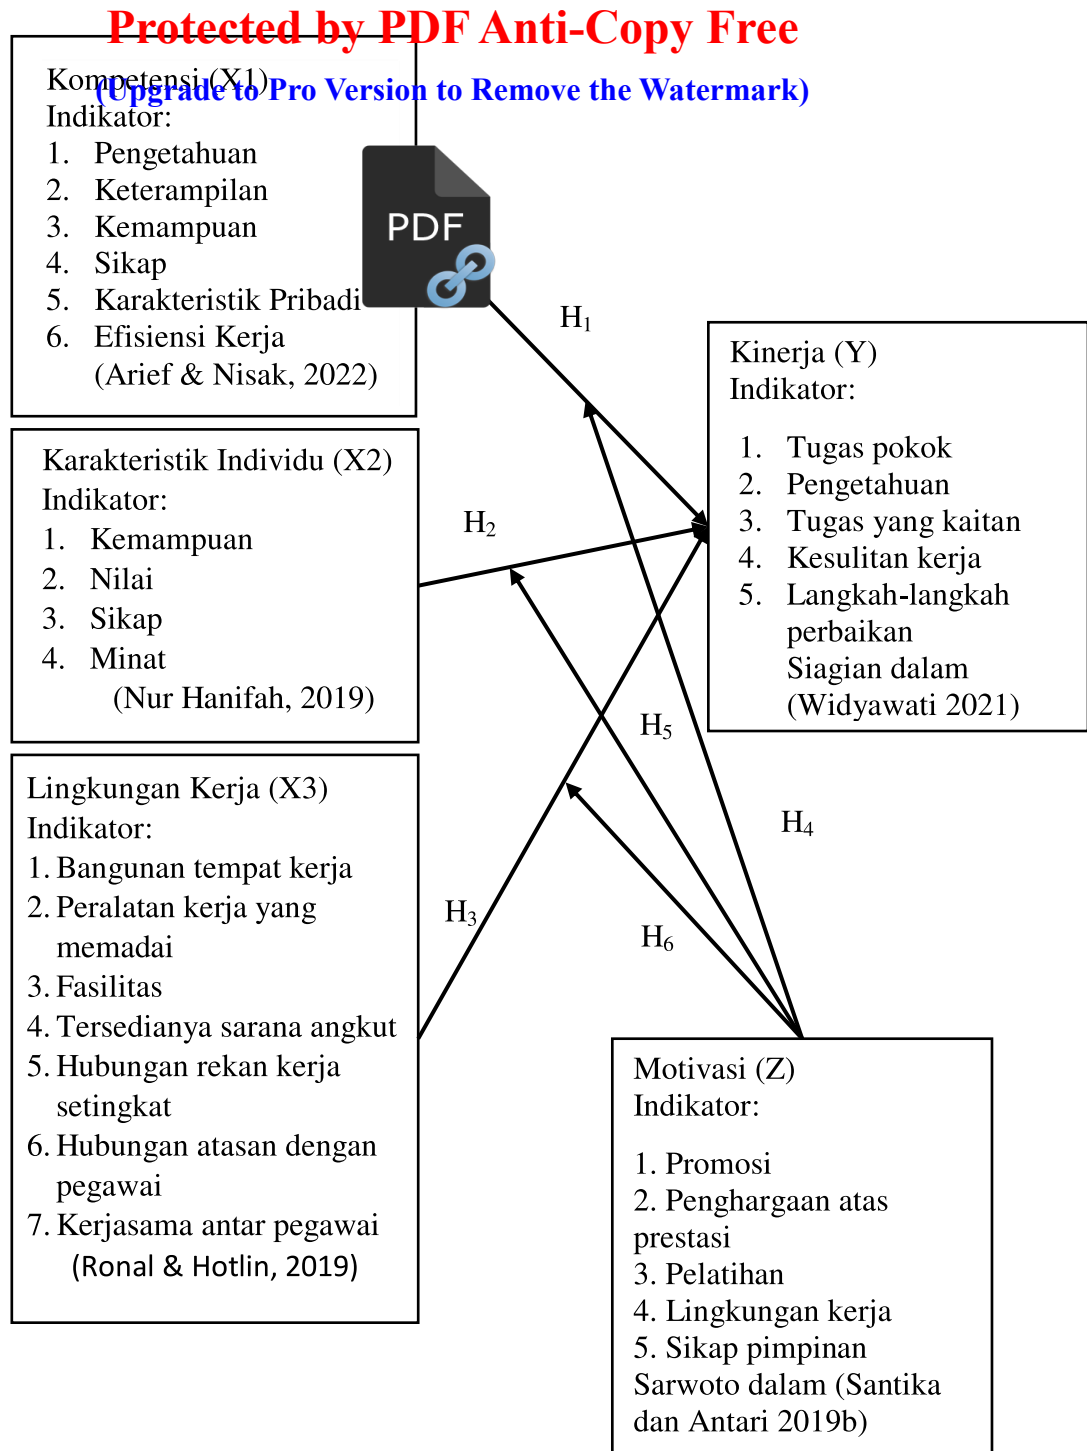 Protected by PDF Anti-Copy Free
(Upgrade to Pro Version to Remove the Watermark)
Kompetensi (X1)
Indikator:
1. Pengetahuan
2. Keterampilan
3. Kemampuan
4. Sikap
5. Karakteristik Pribadi
6. Efisiensi Kerja
(Arief & Nisak, 2022)
PDF
H₁
Kinerja (Y)
Indikator:
1. Tugas pokok
2. Pengetahuan
3. Tugas yang kaitan
4. Kesulitan kerja
5. Langkah-langkah
perbaikan
Siagian dalam
(Widyawati 2021)
Karakteristik Individu (X2)
Indikator:
1. Kemampuan
2. Nilai
3. Sikap
4. Minat
(Nur Hanifah, 2019)
H₂
H₅
H₄
Lingkungan Kerja (X3)
Indikator:
1. Bangunan tempat kerja
2. Peralatan kerja yang
memadai
3. Fasilitas
4. Tersedianya sarana angkut
5. Hubungan rekan kerja
setingkat
6. Hubungan atasan dengan
pegawai
7. Kerjasama antar pegawai
(Ronal & Hotlin, 2019)
H₃
H₆
Motivasi (Z)
Indikator:
1. Promosi
2. Penghargaan atas
prestasi
3. Pelatihan
4. Lingkungan kerja
5. Sikap pimpinan
Sarwoto dalam (Santika
dan Antari 2019b)